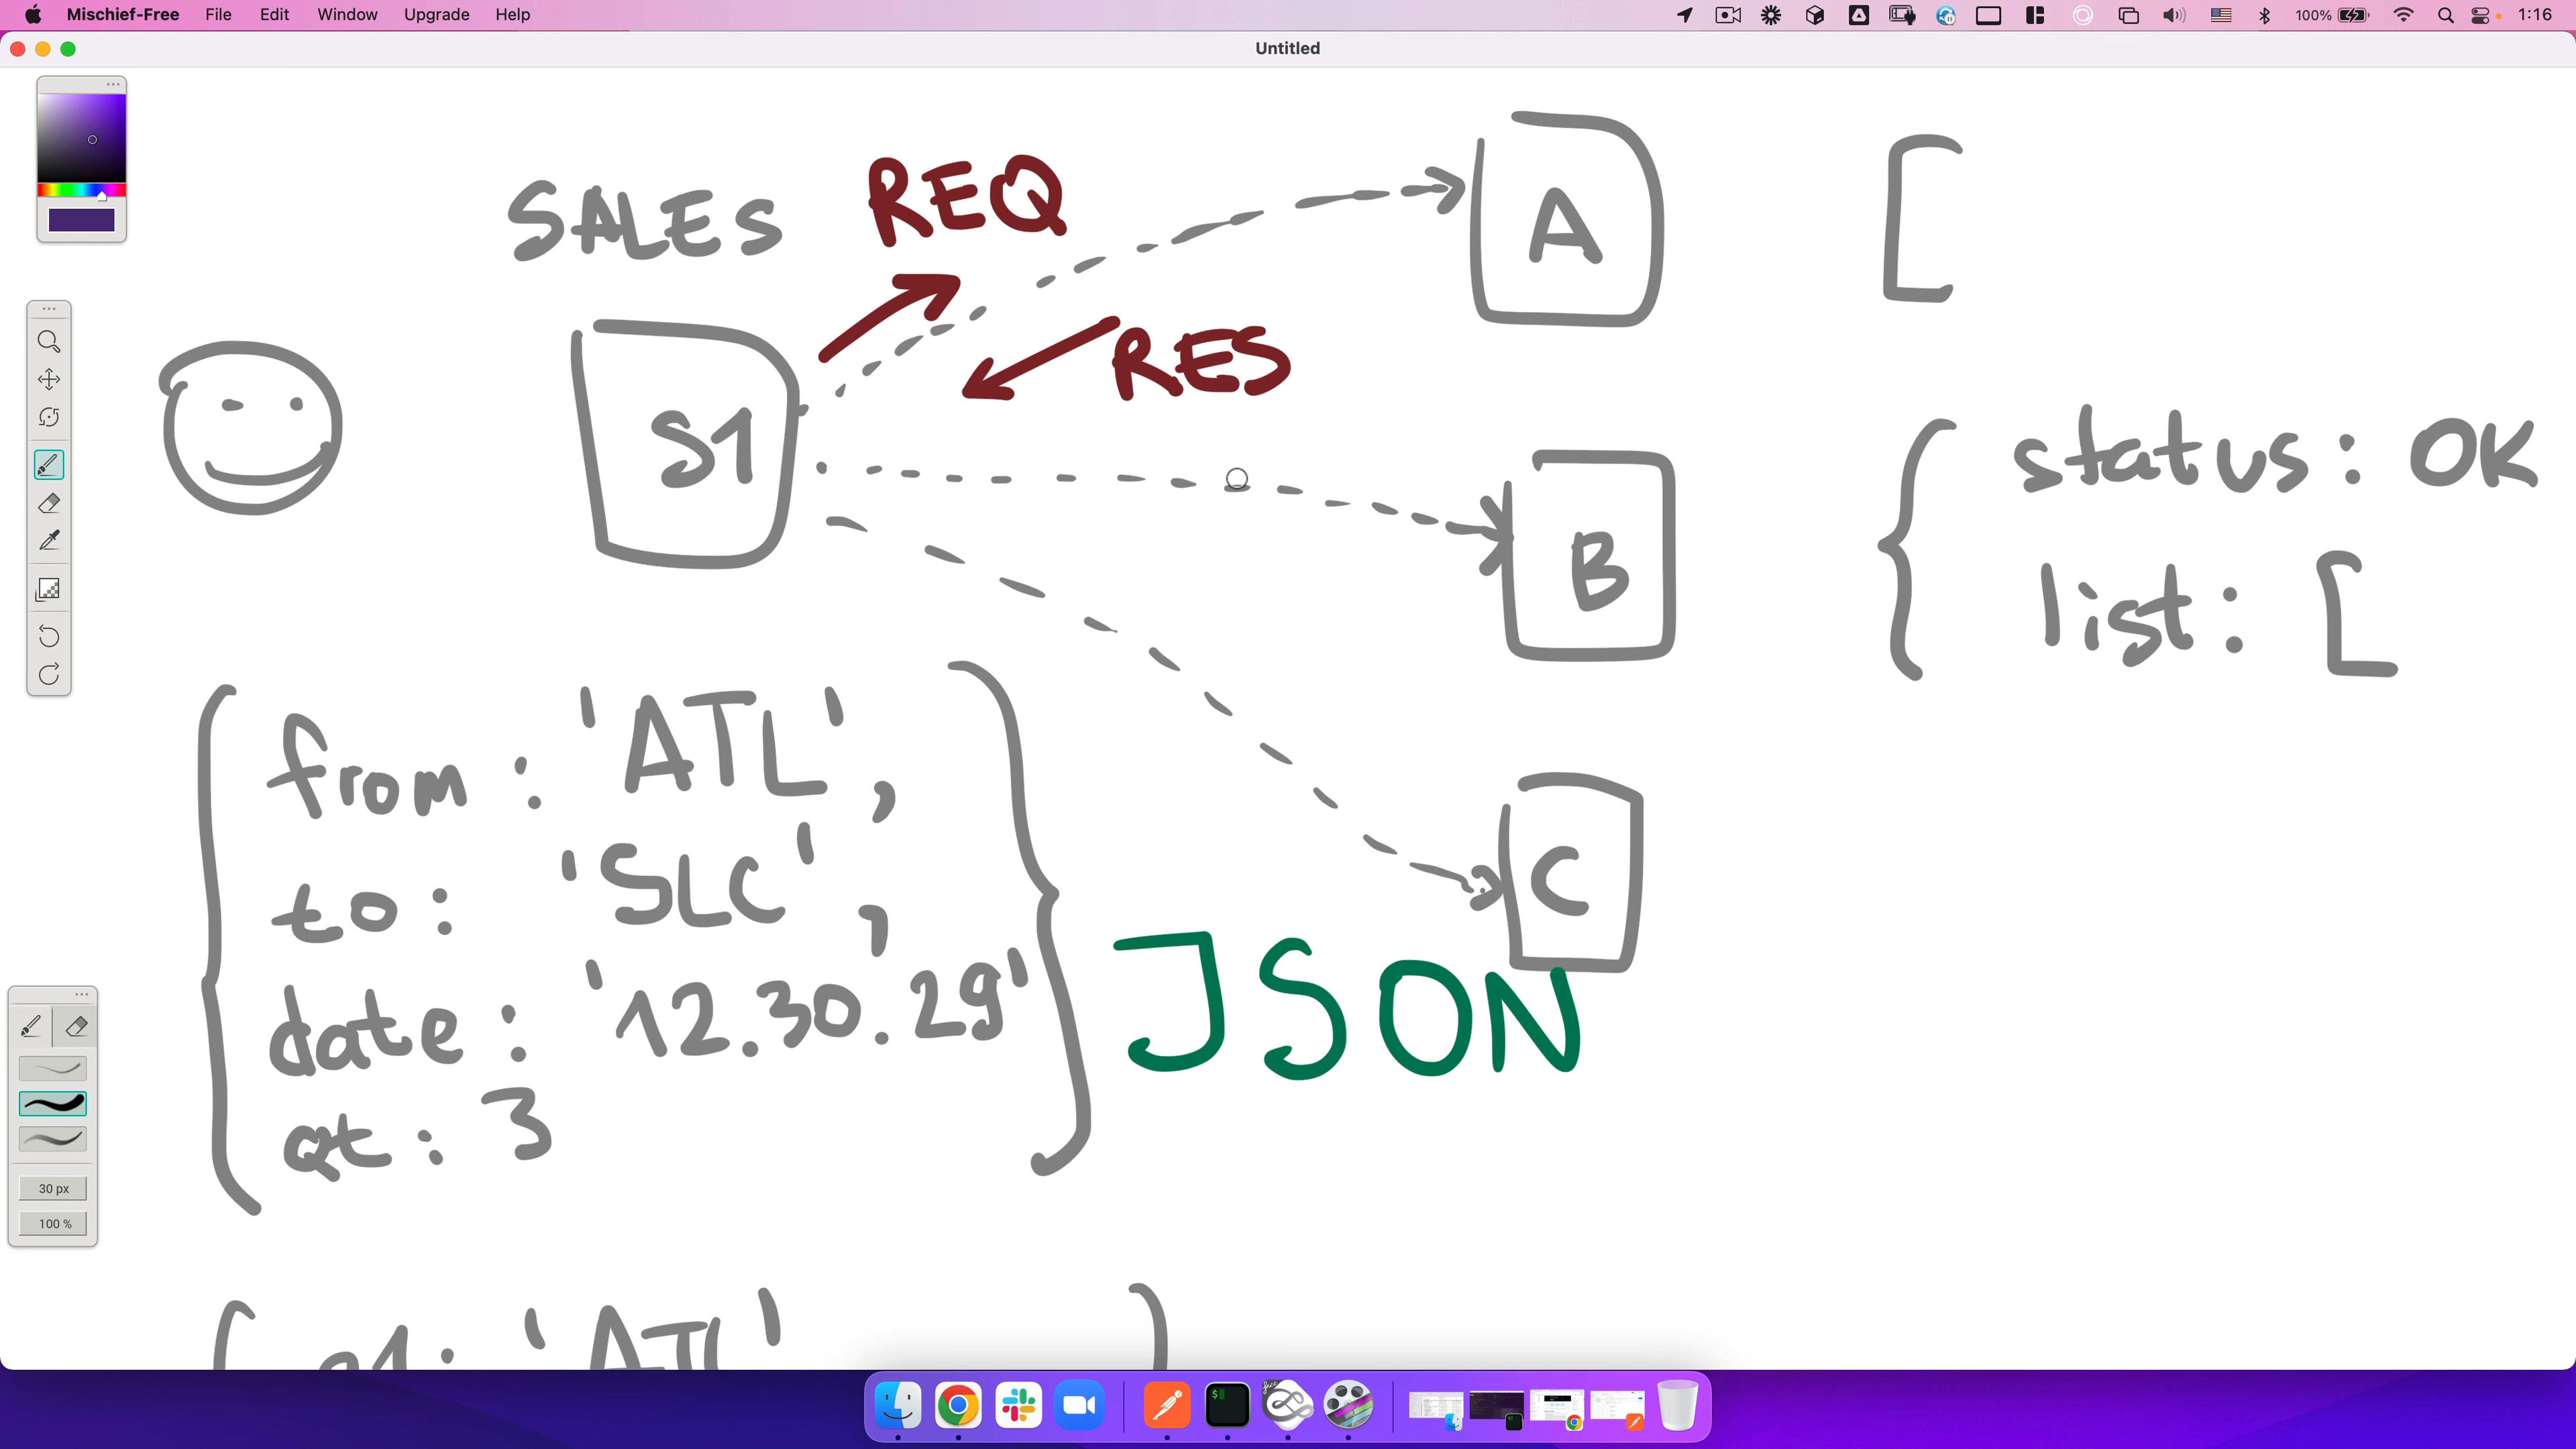 Mischief-Free File Edit Window Upgrade Help 100% 1:16
Untitled
SALES
REQ
RES
S1
A
[
B
{ status: OK
list: [
C
{ from: 'ATL',
to: 'SLC',
date: '12.30.29'
qt: 3 }
JSON
30 px
100 %
'ATL'